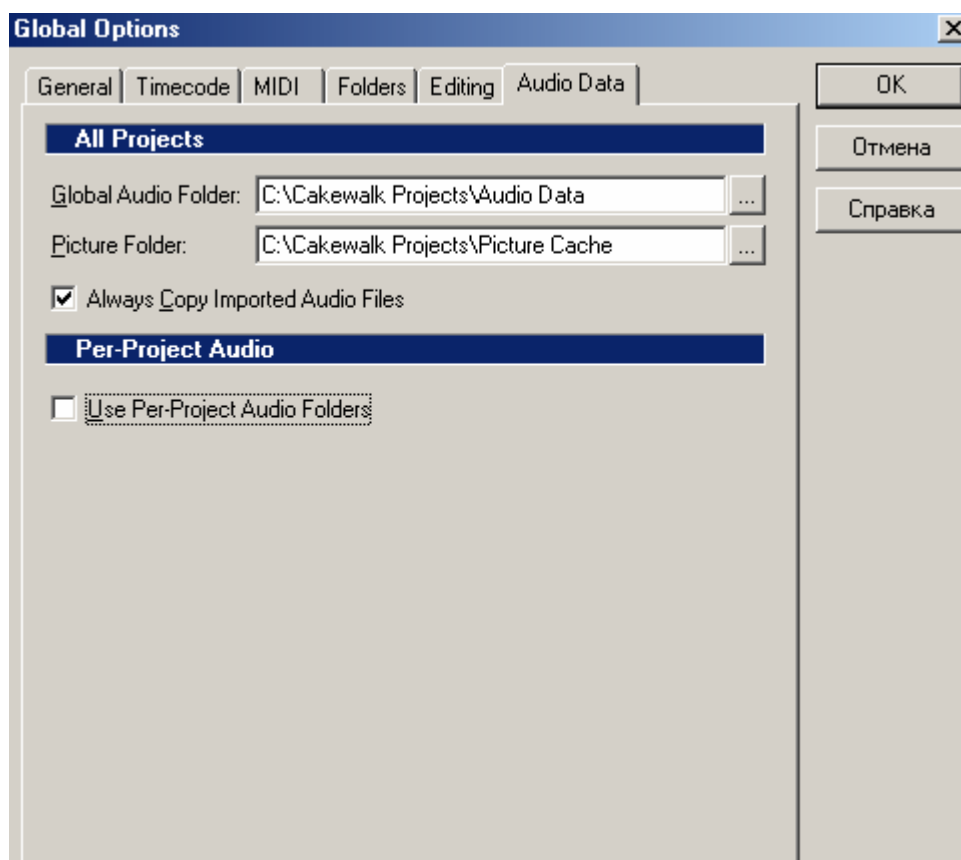 Global Options
General Timecode MIDI Folders Editing Audio Data
OK
Отмена
Справка
All Projects
Global Audio Folder: C:\Cakewalk Projects\Audio Data ...
Picture Folder: C:\Cakewalk Projects\Picture Cache ...
Always Copy Imported Audio Files
Per-Project Audio
Use Per-Project Audio Folders